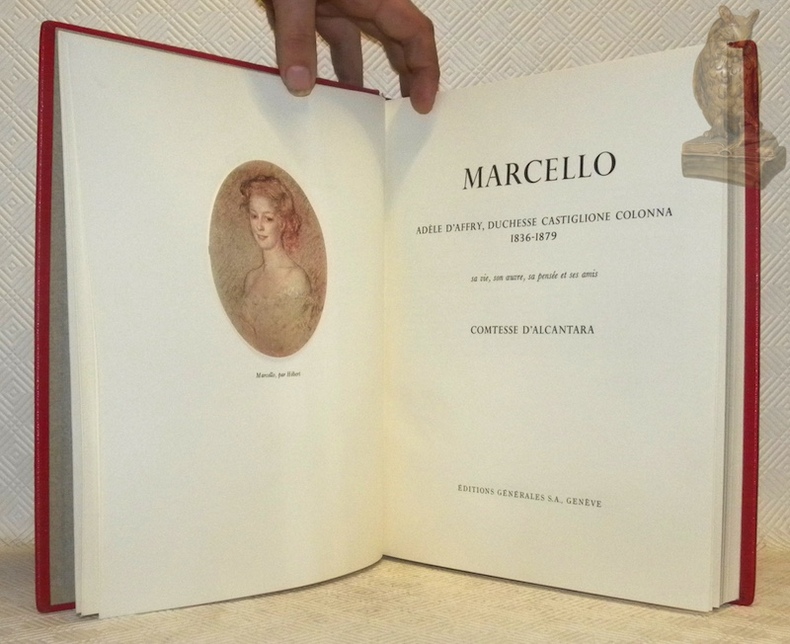 Marcello, par Hébert
MARCELLO
ADÈLE D'AFFRY, DUCHESSE CASTIGLIONE COLONNA
1836-1879
sa vie, son œuvre, sa pensée et ses amis
COMTESSE D'ALCANTARA
ÉDITIONS GÉNÉRALES S.A., GENÈVE